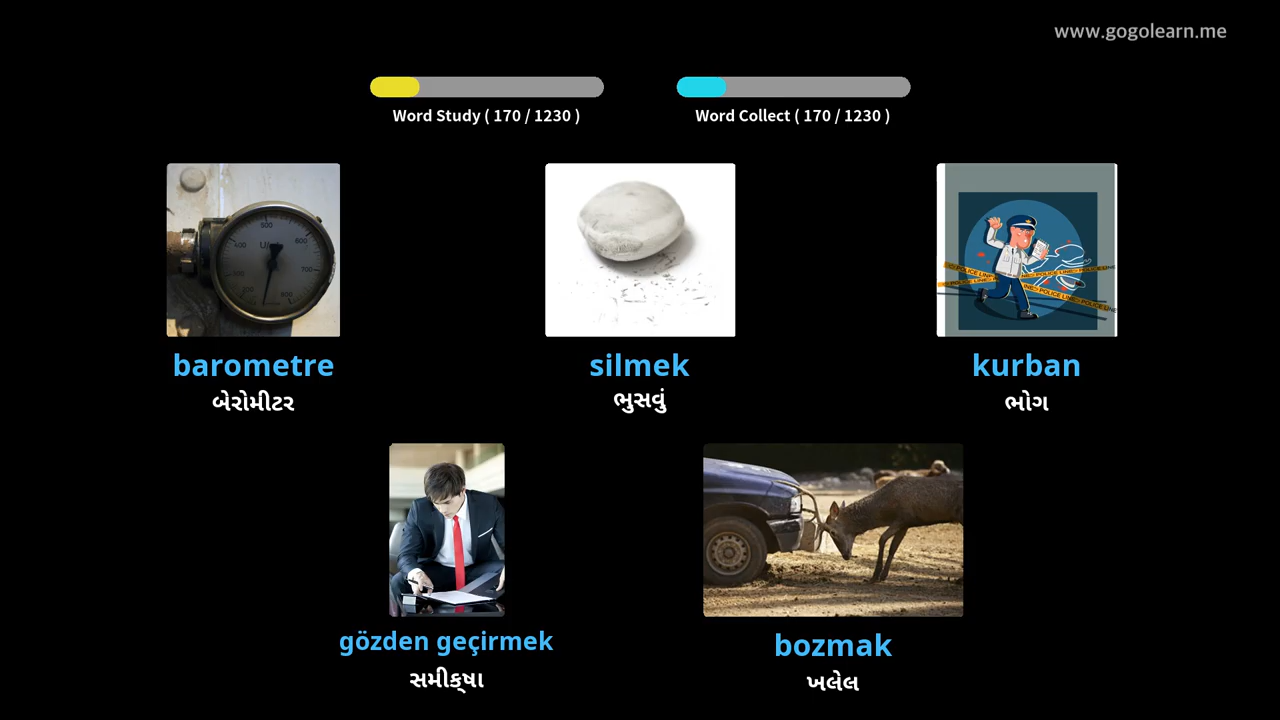 www.gogolearn.me
Word Study ( 170 / 1230 )
Word Collect ( 170 / 1230 )
barometre
બેરોમીટર
silmek
ભુસવું
kurban
ભોગ
gözden geçirmek
સમીક્ષા
bozmak
ખલેલ